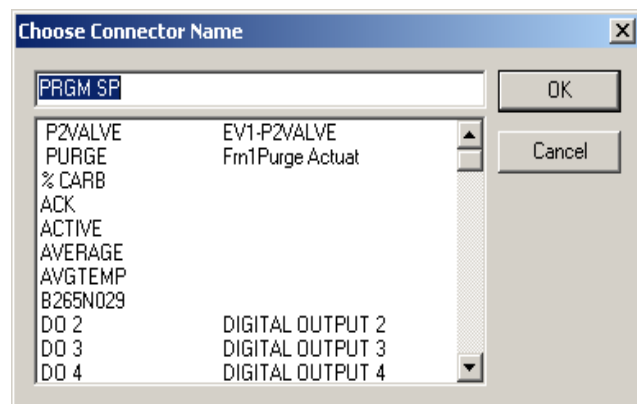 Choose Connector Name
PRGM SP
OK
Cancel
P2VALVE EV1-P2VALVE
PURGE Frn1Purge Actuat
% CARB
ACK
ACTIVE
AVERAGE
AVGTEMP
B265N029
DO 2 DIGITAL OUTPUT 2
DO 3 DIGITAL OUTPUT 3
DO 4 DIGITAL OUTPUT 4